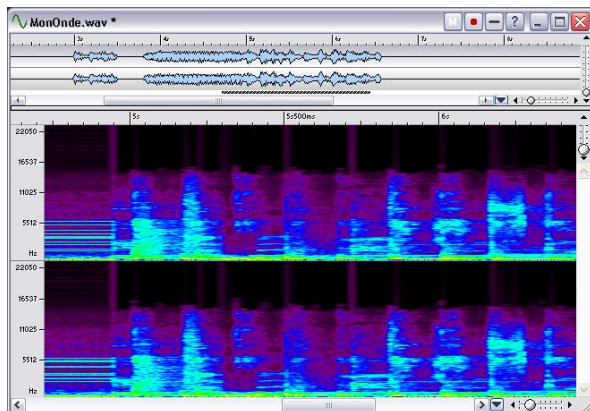 MonOnde.wav *
M ?
3s 4s 5s 6s 7s 8s
5s 5s500ms 6s
22050
16537
11025
5512
Hz
22050
16537
11025
5512
Hz